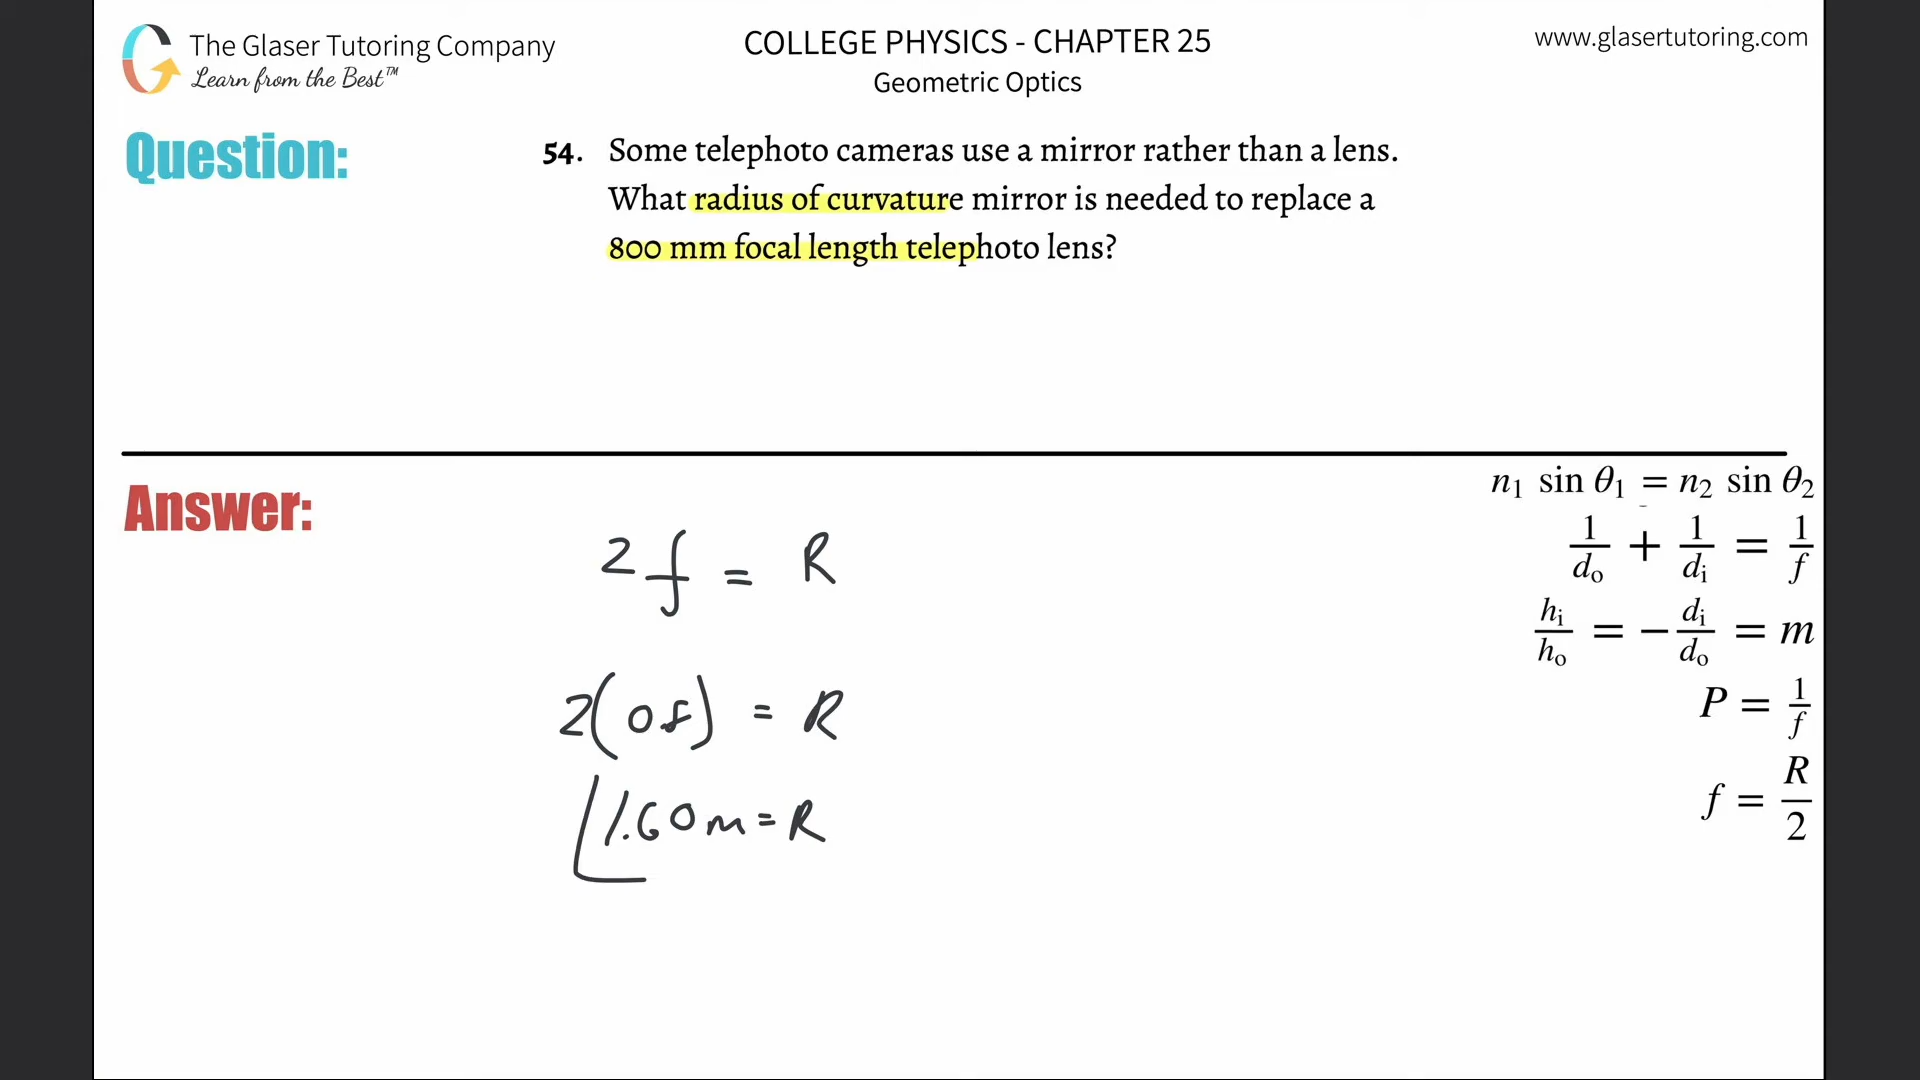 The Glaser Tutoring Company
Learn from the Best™
COLLEGE PHYSICS - CHAPTER 25
Geometric Optics
www.glasertutoring.com
Question:
54. Some telephoto cameras use a mirror rather than a lens.
What radius of curvature mirror is needed to replace a
800 mm focal length telephoto lens?
Answer:
2f = R
2(0.8) = R
1.60m = R
n₁ sin θ₁ = n₂ sin θ₂
1/dₒ + 1/dᵢ = 1/f
hᵢ/hₒ = −dᵢ/dₒ = m
P = 1/f
f = R/2